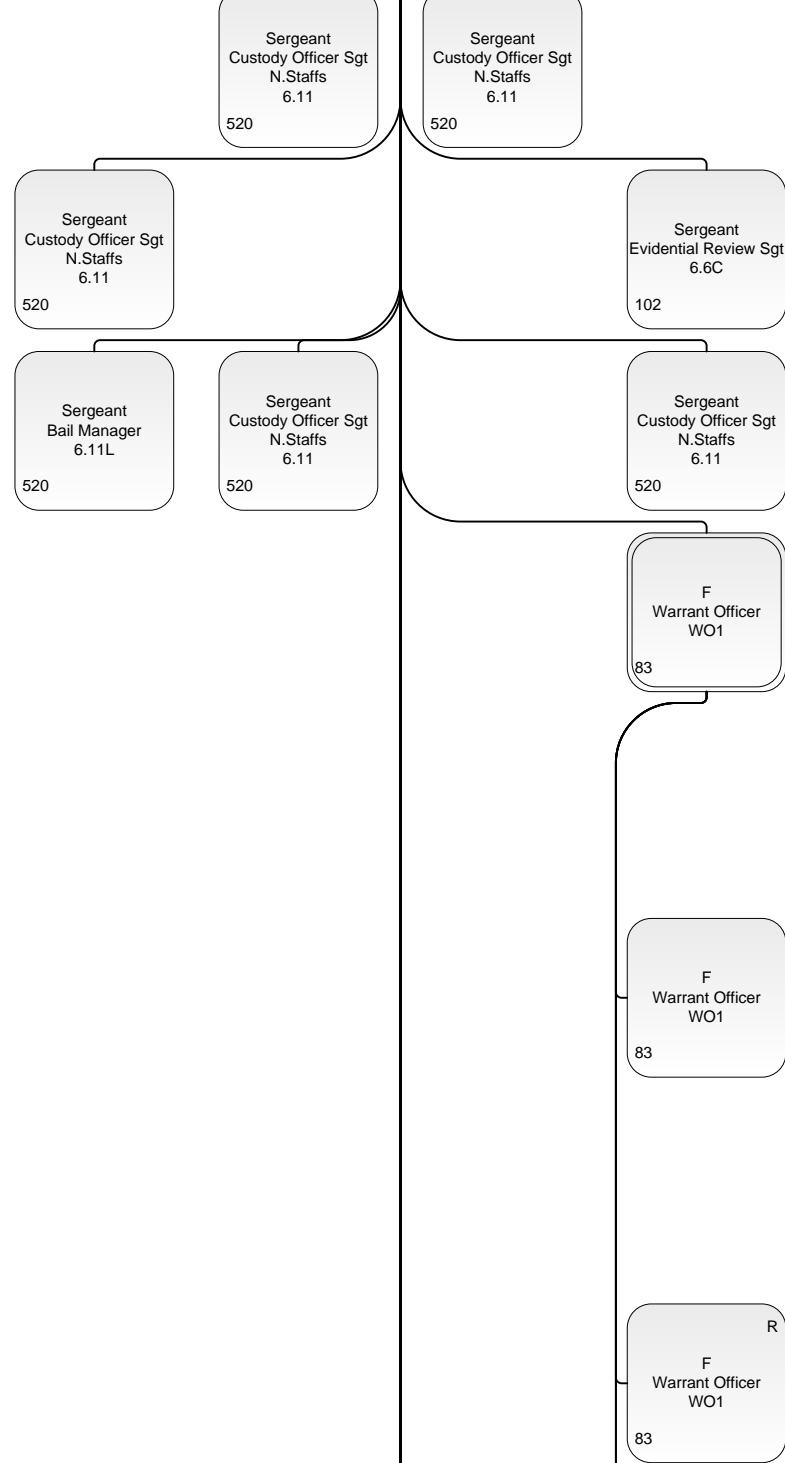 Sergeant
Custody Officer Sgt
N.Staffs
6.11
520
Sergeant
Custody Officer Sgt
N.Staffs
6.11
520
Sergeant
Custody Officer Sgt
N.Staffs
6.11
520
Sergeant
Evidential Review Sgt
6.6C
102
Sergeant
Bail Manager
6.11L
520
Sergeant
Custody Officer Sgt
N.Staffs
6.11
520
Sergeant
Custody Officer Sgt
N.Staffs
6.11
520
F
Warrant Officer
WO1
83
F
Warrant Officer
WO1
83
R
F
Warrant Officer
WO1
83